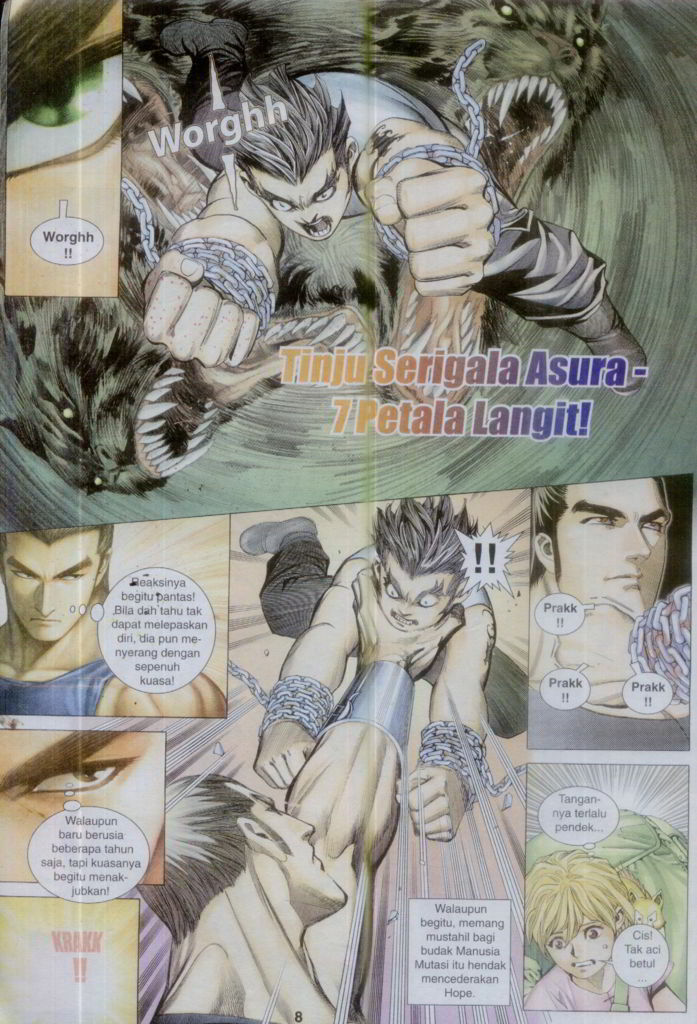 Worghh
Worghh
!!
Tinju Serigala Asura -
7 Petala Langit!
Reaksinya
begitu pantas!
Bila dah tahu tak
dapat melepaskan
diri, dia pun me-
nyerang dengan
sepenuh
kuasa!
!!
Prakk
!!
Prakk
!!
Prakk
!!
Walaupun
baru berusia
beberapa tahun
saja, tapi kuasanya
begitu menak-
jubkan!
Tangan-
nya terlalu
pendek...
KRAKK
!!
Walaupun
begitu, memang
mustahil bagi
budak Manusia
Mutasi itu hendak
mencederakan
Hope.
Cis!
Tak aci
betul
...
8